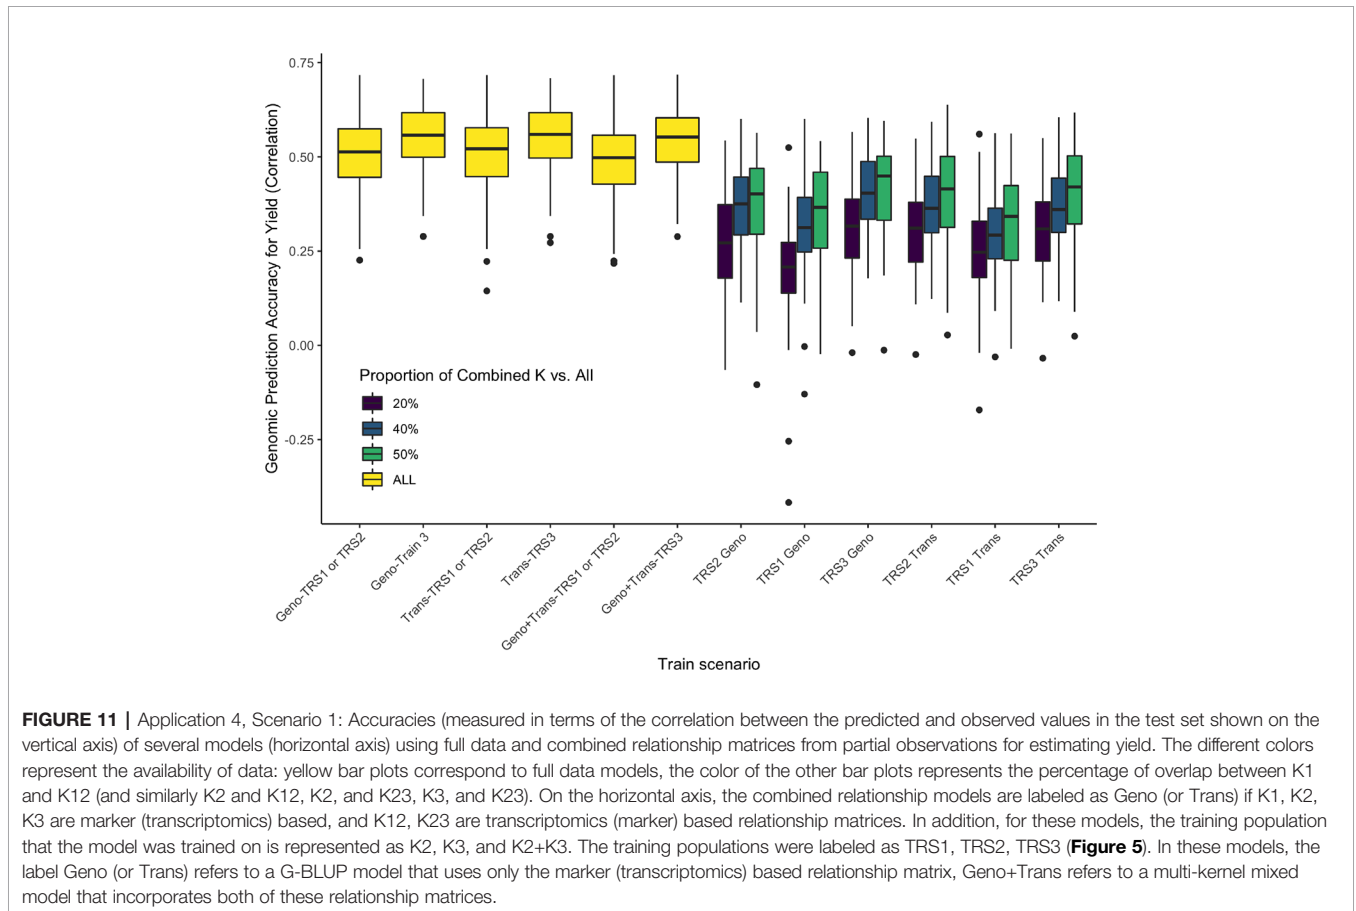 Genomic Prediction Accuracy for Yield (Correlation)
0.75
0.50
0.25
0.00
-0.25
Proportion of Combined K vs. All
20%
40%
50%
ALL
Geno-TRS1 or TRS2
Geno-Train 3
Trans-TRS1 or TRS2
Trans-TRS3
Geno+Trans-TRS1 or TRS2
Geno+Trans-TRS3
TRS2 Geno
TRS1 Geno
TRS3 Geno
TRS2 Trans
TRS1 Trans
TRS3 Trans
Train scenario
FIGURE 11 | Application 4, Scenario 1: Accuracies (measured in terms of the correlation between the predicted and observed values in the test set shown on the
vertical axis) of several models (horizontal axis) using full data and combined relationship matrices from partial observations for estimating yield. The different colors
represent the availability of data: yellow bar plots correspond to full data models, the color of the other bar plots represents the percentage of overlap between K1
and K12 (and similarly K2 and K12, K2, and K23, K3, and K23). On the horizontal axis, the combined relationship models are labeled as Geno (or Trans) if K1, K2,
K3 are marker (transcriptomics) based, and K12, K23 are transcriptomics (marker) based relationship matrices. In addition, for these models, the training population
that the model was trained on is represented as K2, K3, and K2+K3. The training populations were labeled as TRS1, TRS2, TRS3 (Figure 5). In these models, the
label Geno (or Trans) refers to a G-BLUP model that uses only the marker (transcriptomics) based relationship matrix, Geno+Trans refers to a multi-kernel mixed
model that incorporates both of these relationship matrices.